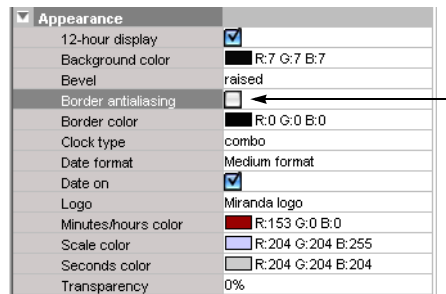 Appearance
12-hour display
Background color R:7 G:7 B:7
Bevel raised
Border antialiasing
Border color R:0 G:0 B:0
Clock type combo
Date format Medium format
Date on
Logo Miranda logo
Minutes/hours color R:153 G:0 B:0
Scale color R:204 G:204 B:255
Seconds color R:204 G:204 B:204
Transparency 0%